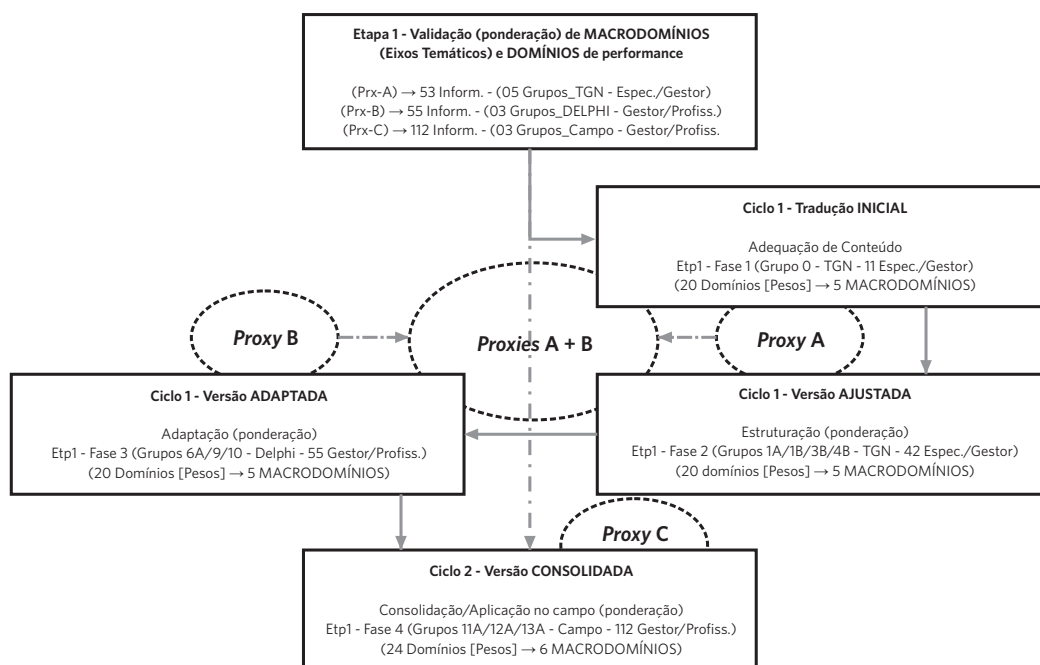 Etapa 1 - Validação (ponderação) de MACRODOMÍNIOS
(Eixos Temáticos) e DOMÍNIOS de performance
(Prx-A) → 53 Inform. - (05 Grupos_TGN - Espec./Gestor)
(Prx-B) → 55 Inform. - (03 Grupos_DELPHI - Gestor/Profiss.)
(Prx-C) → 112 Inform. - (03 Grupos_Campo - Gestor/Profiss.
Ciclo 1 - Tradução INICIAL
Adequação de Conteúdo
Etp1 - Fase 1 (Grupo 0 - TGN - 11 Espec./Gestor)
(20 Domínios [Pesos] → 5 MACRODOMÍNIOS)
Proxy B
Proxies A + B
Proxy A
Ciclo 1 - Versão ADAPTADA
Adaptação (ponderação)
Etp1 - Fase 3 (Grupos 6A/9/10 - Delphi - 55 Gestor/Profiss.)
(20 Domínios [Pesos] → 5 MACRODOMÍNIOS)
Ciclo 1 - Versão AJUSTADA
Estruturação (ponderação)
Etp1 - Fase 2 (Grupos 1A/1B/3B/4B - TGN - 42 Espec./Gestor)
(20 domínios [Pesos] → 5 MACRODOMÍNIOS)
Proxy C
Ciclo 2 - Versão CONSOLIDADA
Consolidação/Aplicação no campo (ponderação)
Etp1 - Fase 4 (Grupos 11A/12A/13A - Campo - 112 Gestor/Profiss.)
(24 Domínios [Pesos] → 6 MACRODOMÍNIOS)